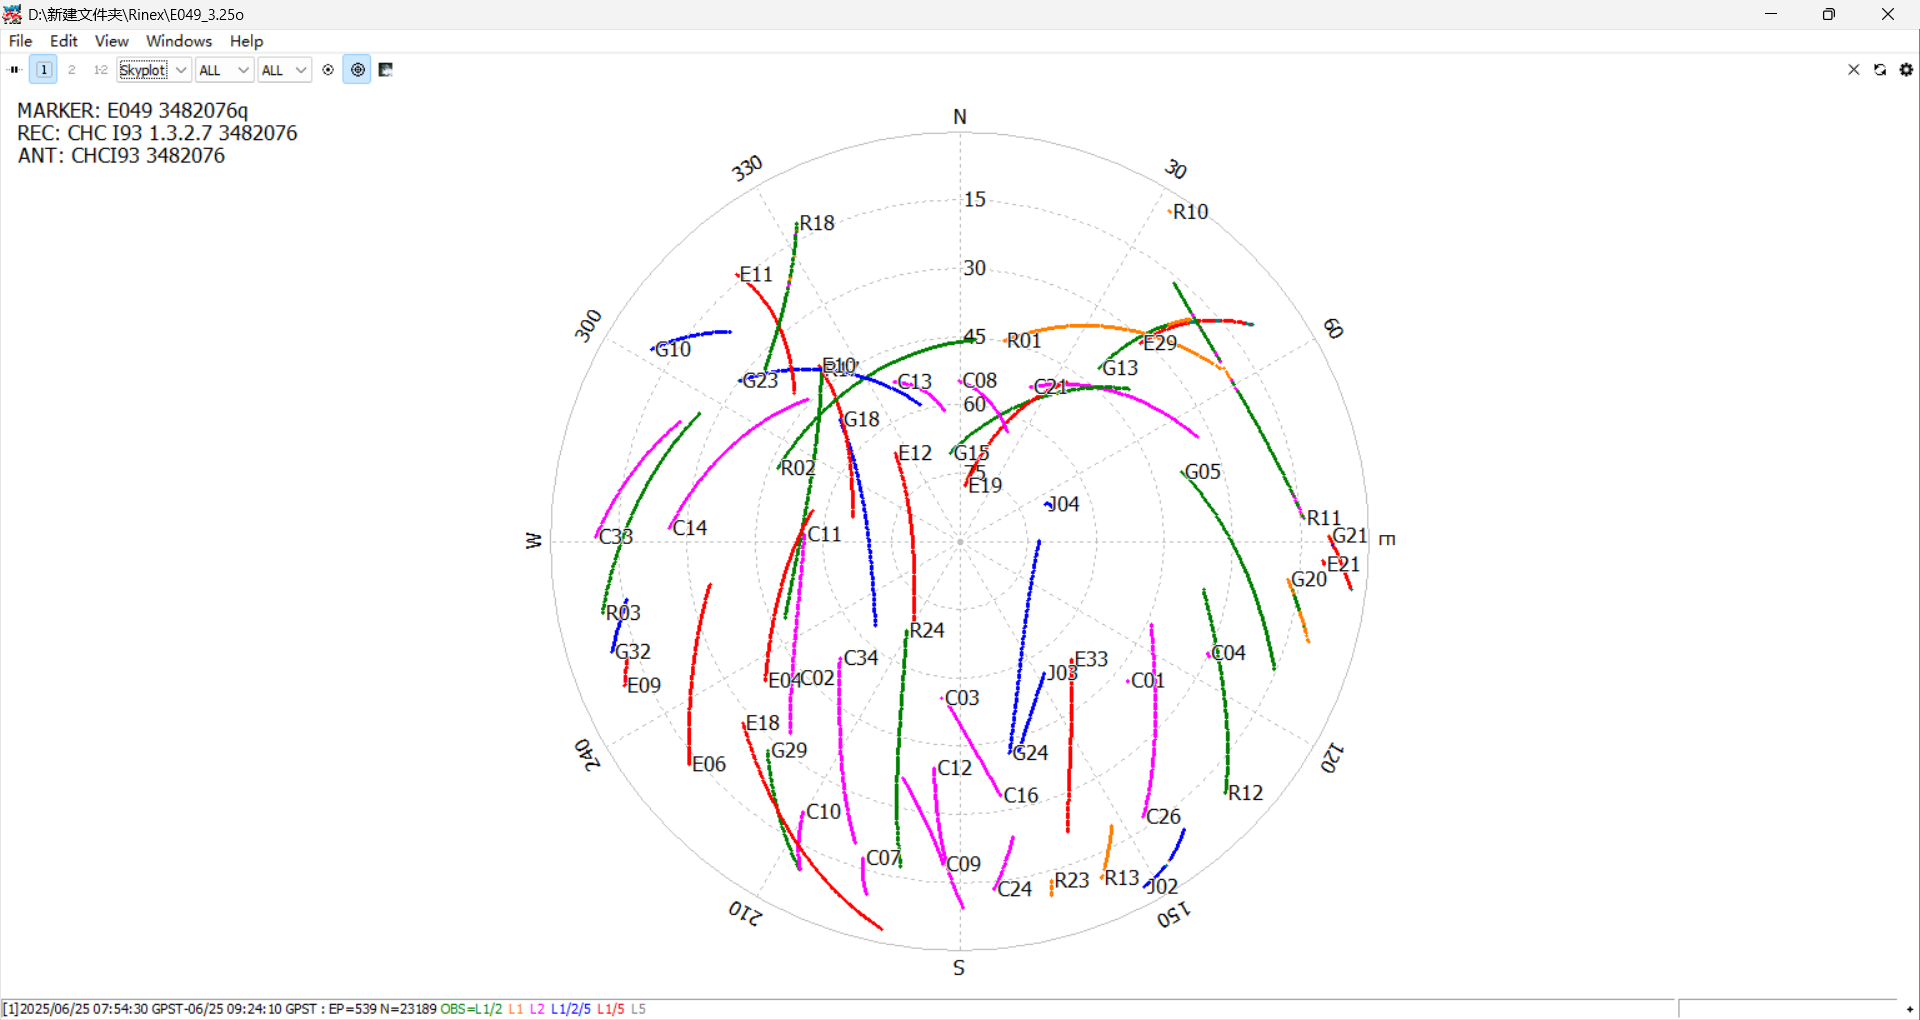 D:\新建文件夹\Rinex\E049_3.25o
File Edit View Windows Help
1 2 1-2 Skyplot ALL ALL
MARKER: E049 3482076q
REC: CHC I93 1.3.2.7 3482076
ANT: CHCI93 3482076
N
330
30
15
R10
R18
30
E11
300
60
45
R01
E29
G10
G13
E10
G23
C13
C08
C21
60
G18
E12
G15
R02
75
G05
E19
J04
R11
C14
C11
G21
W
C33
E
E21
G20
R03
R24
G32
C34
E33
C04
J03
E04
C02
C01
E09
C03
E18
G29
G24
240
120
E06
C12
C16
R12
C10
C26
C07
C09
R13
R23
J02
C24
210
150
S
[1]2025/06/25 07:54:30 GPST-06/25 09:24:10 GPST : EP=539 N=23189 OBS=L1/2 L1 L2 L1/2/5 L1/5 L5